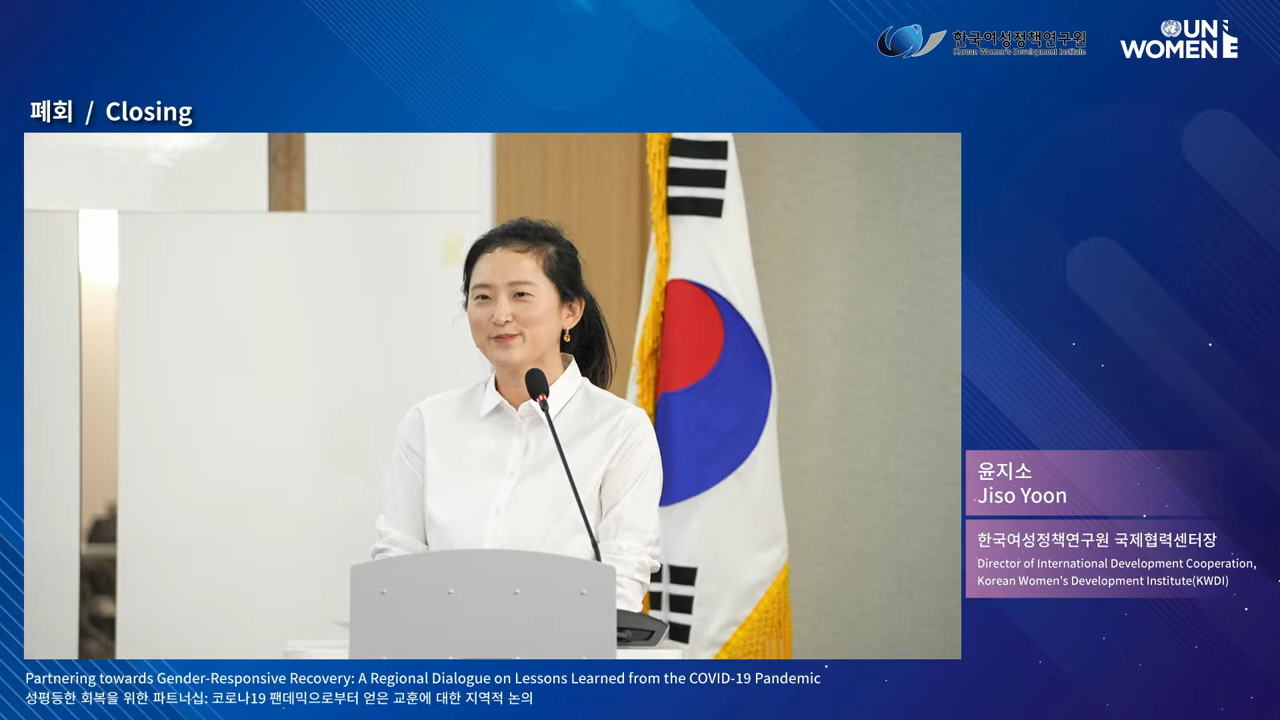 한국여성정책연구원
Korean Women's Development Institute
UN
WOMEN
폐회 / Closing
윤지소
Jiso Yoon
한국여성정책연구원 국제협력센터장
Director of International Development Cooperation,
Korean Women's Development Institute(KWDI)
Partnering towards Gender-Responsive Recovery: A Regional Dialogue on Lessons Learned from the COVID-19 Pandemic
성평등한 회복을 위한 파트너십: 코로나19 팬데믹으로부터 얻은 교훈에 대한 지역적 논의